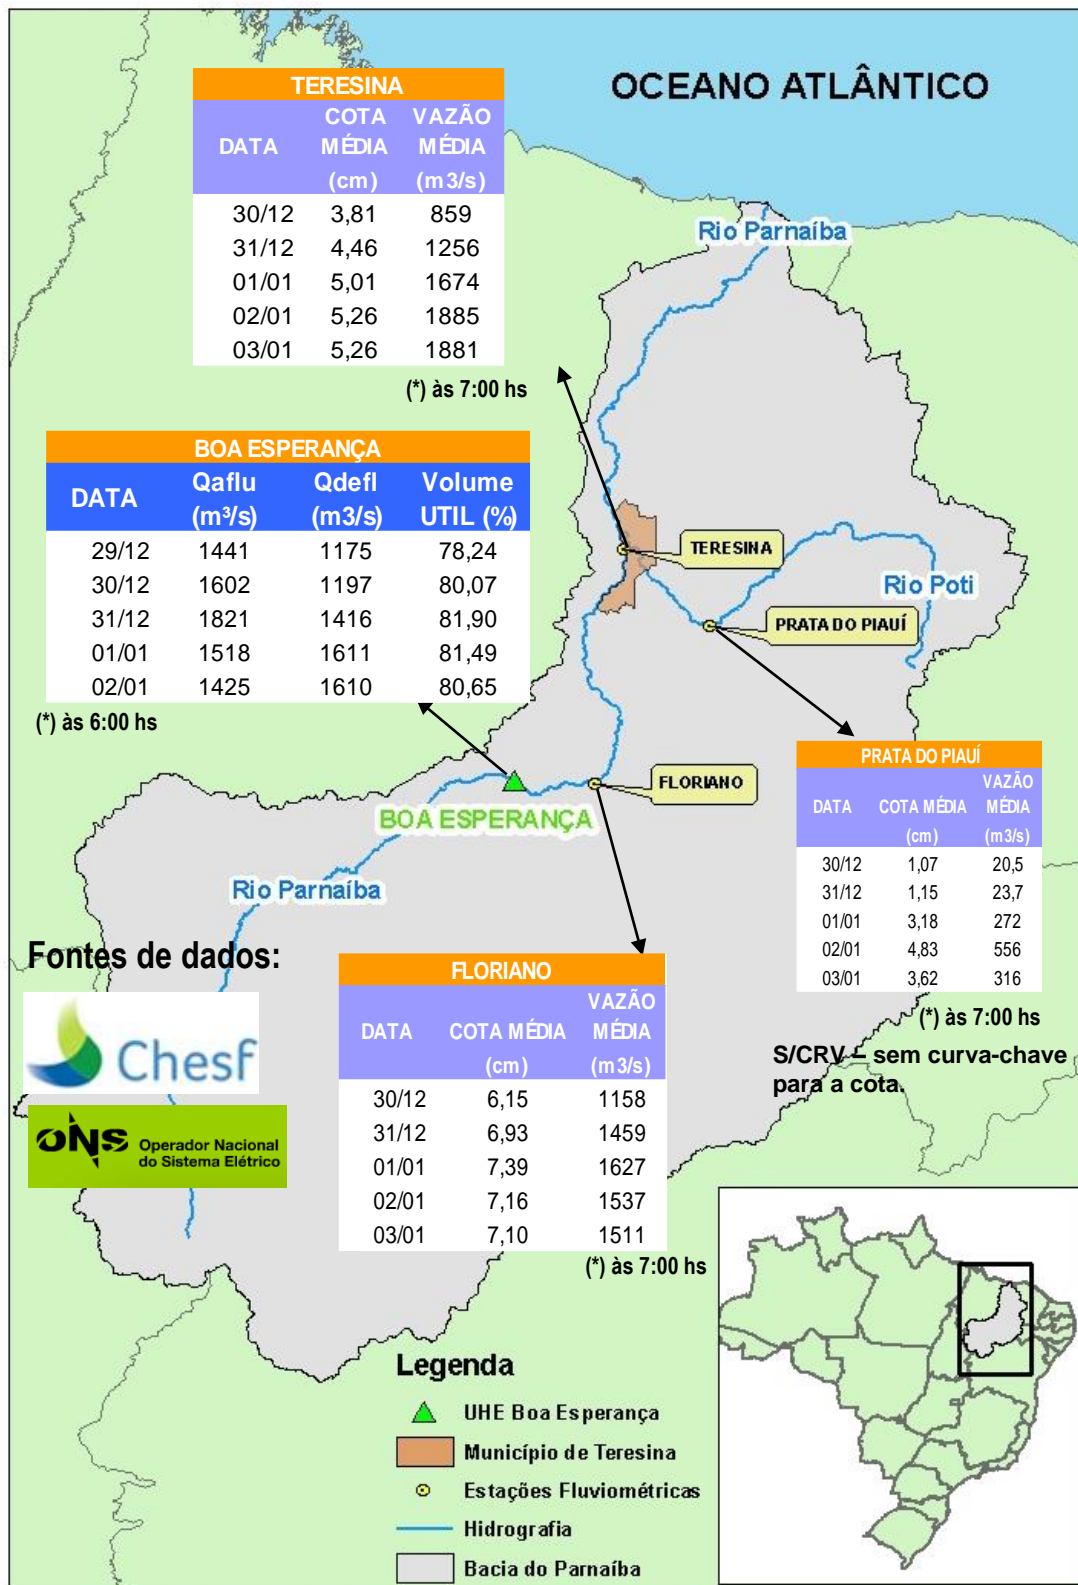 OCEANO ATLÂNTICO
TERESINA
DATA COTA MÉDIA (cm) VAZÃO MÉDIA (m3/s)
30/12 3,81 859
31/12 4,46 1256
01/01 5,01 1674
02/01 5,26 1885
03/01 5,26 1881
(*) às 7:00 hs
Rio Parnaíba
BOA ESPERANÇA
DATA Qaflu (m³/s) Qdefl (m3/s) Volume UTIL (%)
29/12 1441 1175 78,24
30/12 1602 1197 80,07
31/12 1821 1416 81,90
01/01 1518 1611 81,49
02/01 1425 1610 80,65
(*) às 6:00 hs
TERESINA
Rio Poti
PRATA DO PIAUÍ
FLORIANO
BOA ESPERANÇA
Rio Parnaíba
PRATA DO PIAUÍ
DATA COTA MÉDIA (cm) VAZÃO MÉDIA (m3/s)
30/12 1,07 20,5
31/12 1,15 23,7
01/01 3,18 272
02/01 4,83 556
03/01 3,62 316
(*) às 7:00 hs
S/CRV – sem curva-chave
para a cota.
Fontes de dados:
Chesf
ONS Operador Nacional
do Sistema Elétrico
FLORIANO
DATA COTA MÉDIA (cm) VAZÃO MÉDIA (m3/s)
30/12 6,15 1158
31/12 6,93 1459
01/01 7,39 1627
02/01 7,16 1537
03/01 7,10 1511
(*) às 7:00 hs
Legenda
UHE Boa Esperança
Município de Teresina
Estações Fluviométricas
Hidrografia
Bacia do Parnaíba